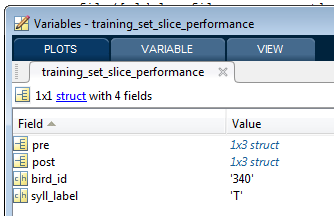 Variables - training_set_slice_performance
PLOTS VARIABLE VIEW
training_set_slice_performance
1x1 struct with 4 fields
Field Value
pre 1x3 struct
post 1x3 struct
bird_id '340'
syll_label 'T'